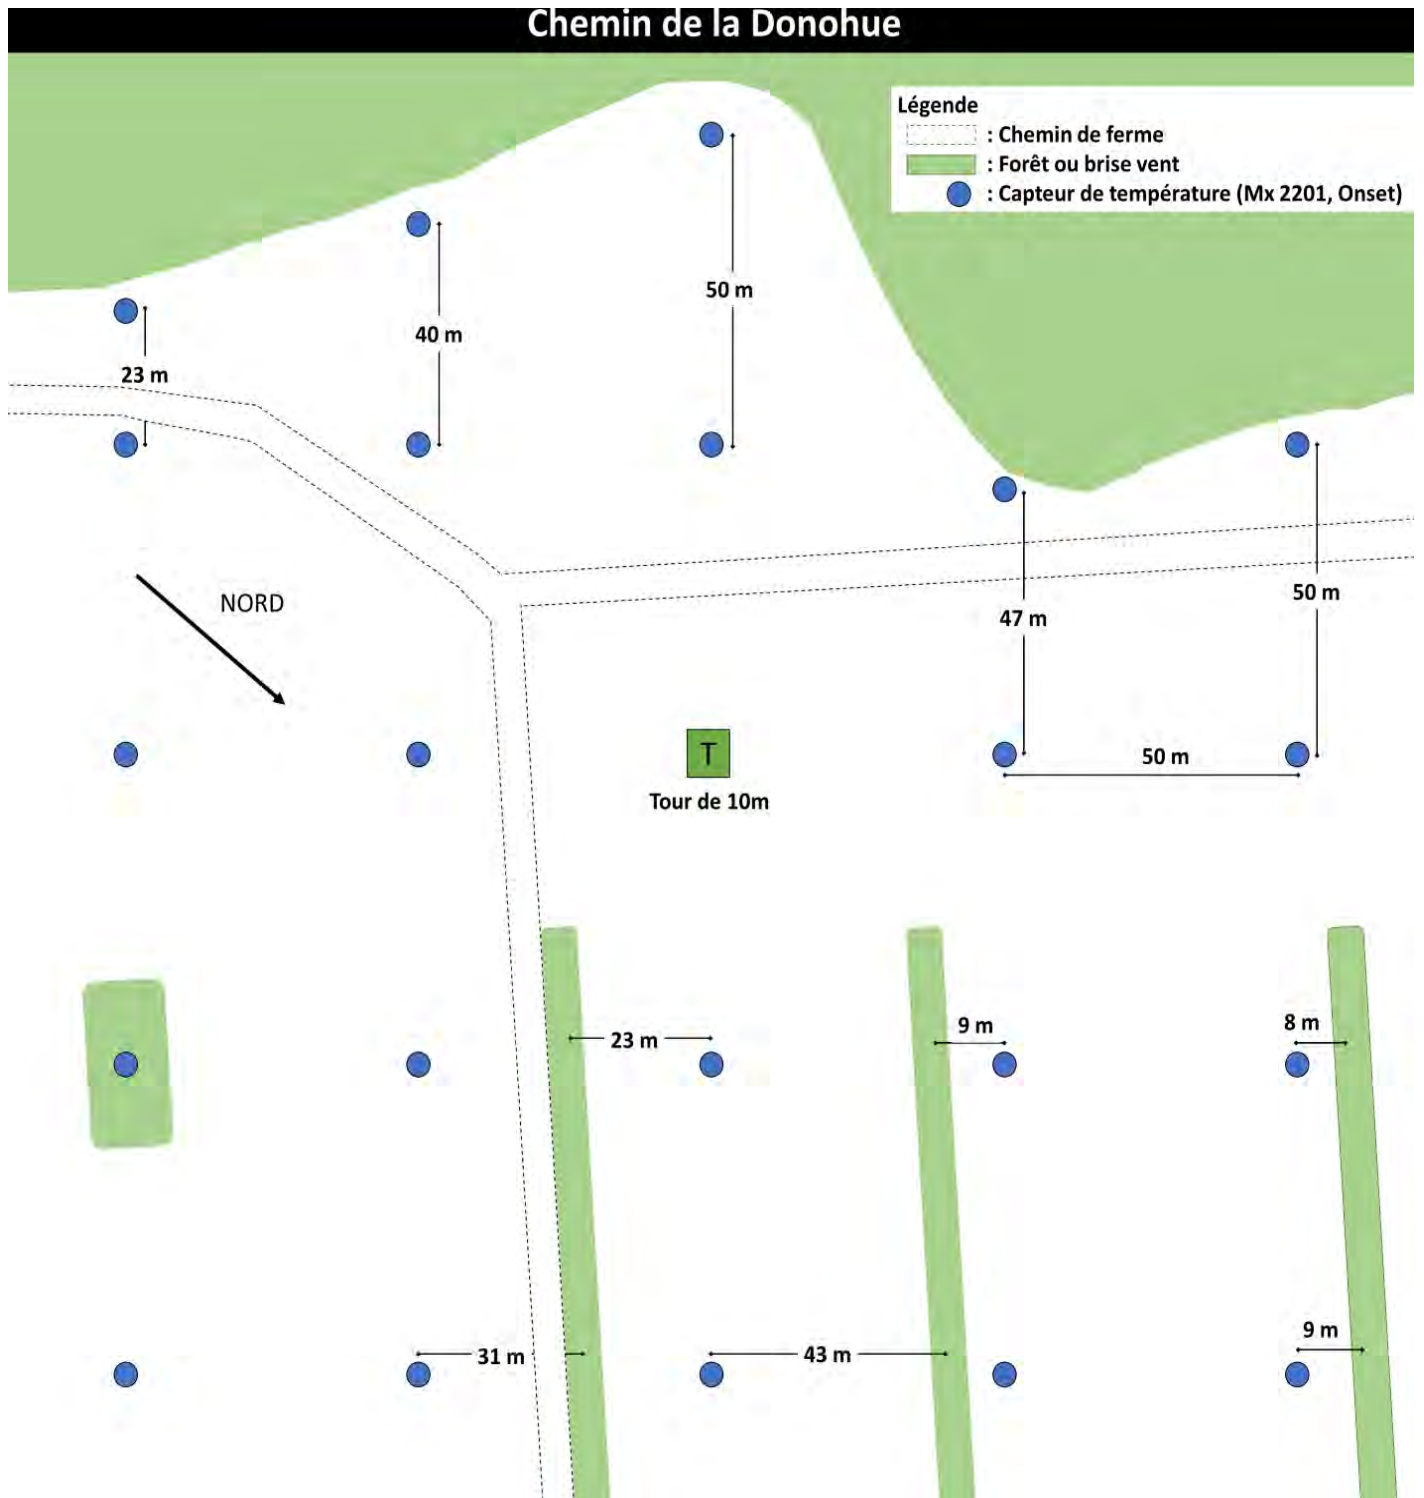 Chemin de la Donohue
Légende
: Chemin de ferme
: Forêt ou brise vent
: Capteur de température (Mx 2201, Onset)
50 m
40 m
23 m
50 m
47 m
NORD
T
50 m
Tour de 10m
8 m
9 m
23 m
9 m
31 m
43 m